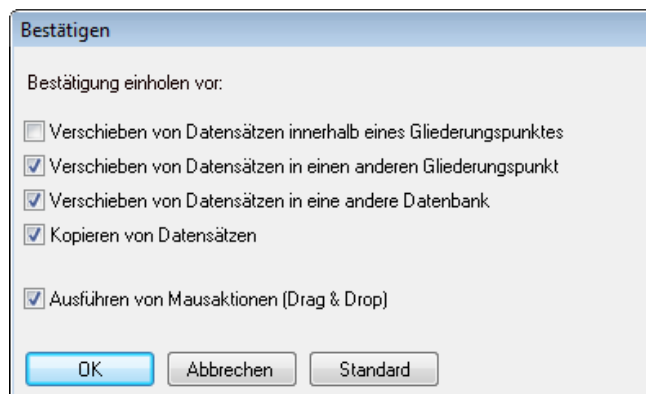 Bestätigen
Bestätigung einholen vor:
Verschieben von Datensätzen innerhalb eines Gliederungspunktes
Verschieben von Datensätzen in einen anderen Gliederungspunkt
Verschieben von Datensätzen in eine andere Datenbank
Kopieren von Datensätzen
Ausführen von Mausaktionen (Drag & Drop)
OK Abbrechen Standard